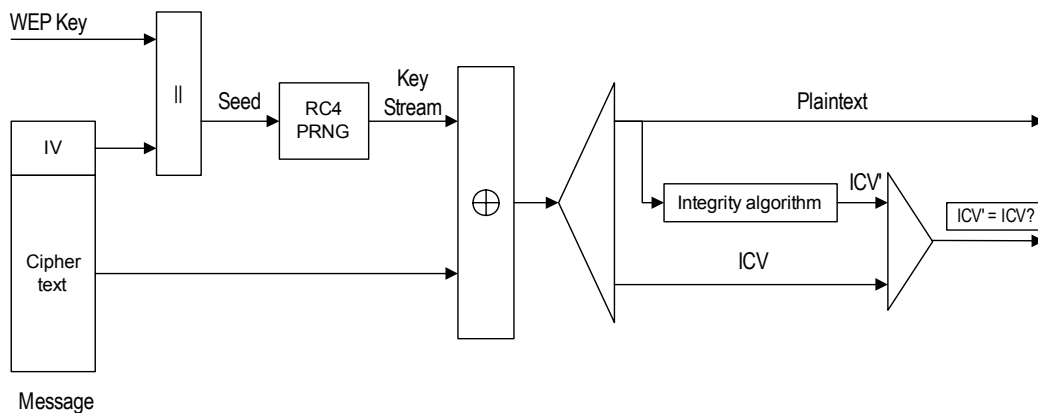 WEP Key
||
Seed
RC4
PRNG
Key
Stream
IV
Cipher
text
Message
⊕
Plaintext
Integrity algorithm
ICV'
ICV
ICV' = ICV?